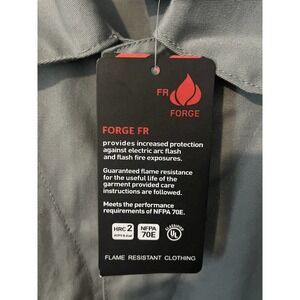 FR
FORGE
FORGE FR
provides increased protection
against electric arc flash
and flash fire exposures.
Guaranteed flame resistance
for the useful life of the
garment provided care
instructions are followed.
Meets the performance
requirements of NFPA 70E.
HRC 2
NFPA
70E
UL
FLAME RESISTANT CLOTHING